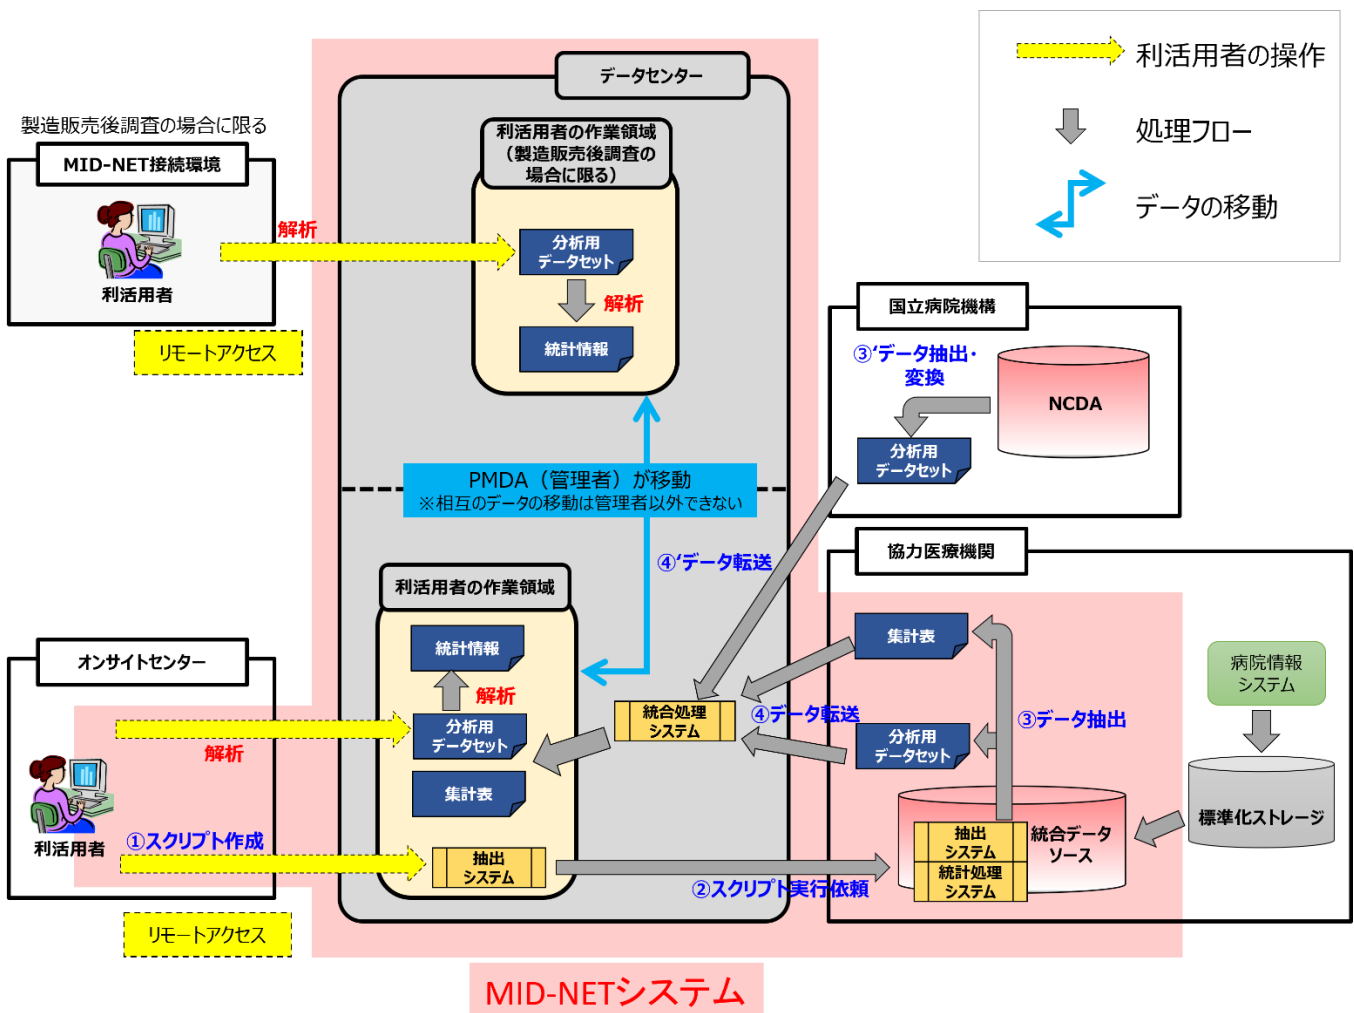 利活用者の操作
処理フロー
データの移動
データセンター
利活用者の作業領域
（製造販売後調査の
場合に限る）
製造販売後調査の場合に限る
MID-NET接続環境
利活用者
リモートアクセス
解析
分析用
データセット
解析
統計情報
国立病院機構
③‘データ抽出・
変換
NCDA
分析用
データセット
PMDA（管理者）が移動
※相互のデータの移動は管理者以外できない
④‘データ転送
協力医療機関
利活用者の作業領域
統計情報
解析
分析用
データセット
集計表
抽出
システム
統合処理
システム
④データ転送
集計表
分析用
データセット
③データ抽出
病院情報
システム
標準化ストレージ
統合データ
ソース
抽出
システム
統計処理
システム
②スクリプト実行依頼
オンサイトセンター
利活用者
解析
①スクリプト作成
リモートアクセス
MID-NETシステム